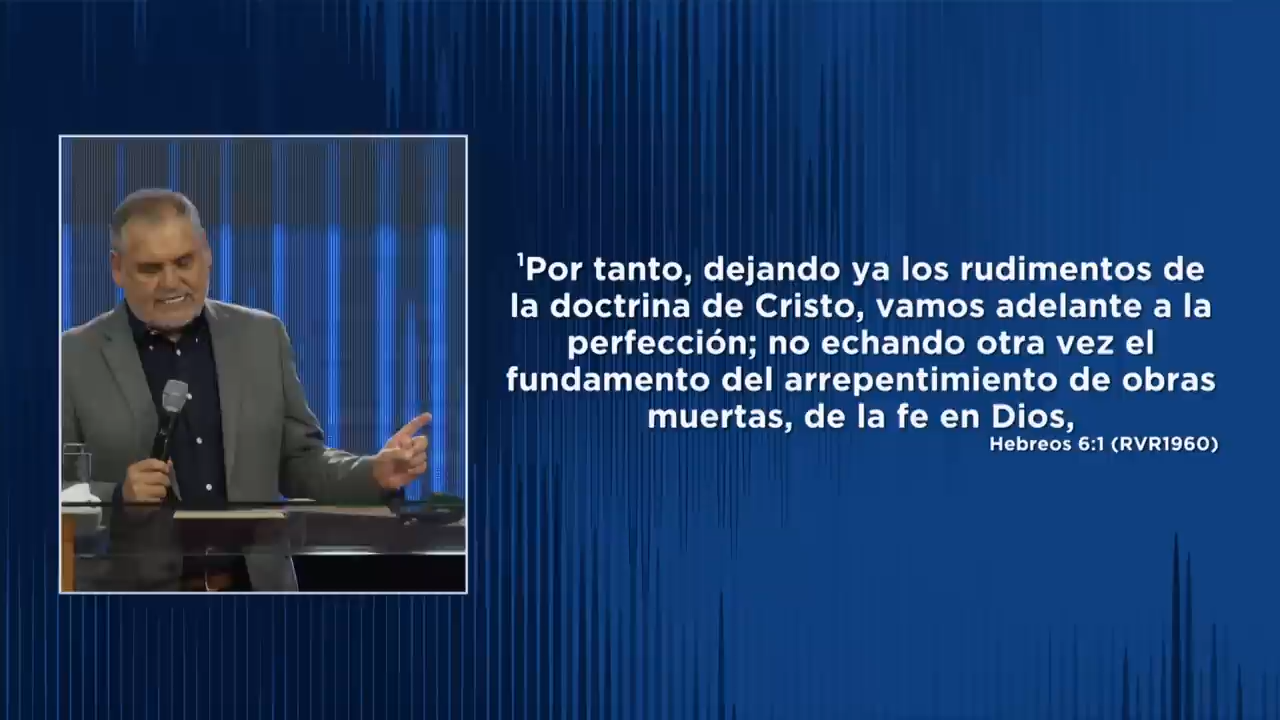 ¹Por tanto, dejando ya los rudimentos de
la doctrina de Cristo, vamos adelante a la
perfección; no echando otra vez el
fundamento del arrepentimiento de obras
muertas, de la fe en Dios,
Hebreos 6:1 (RVR1960)